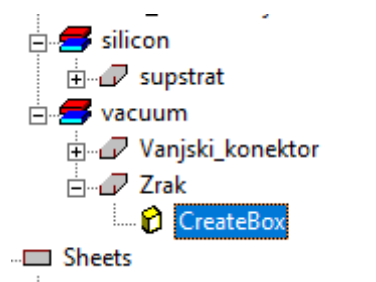 silicon
supstrat
vacuum
Vanjski_konektor
Zrak
CreateBox
Sheets